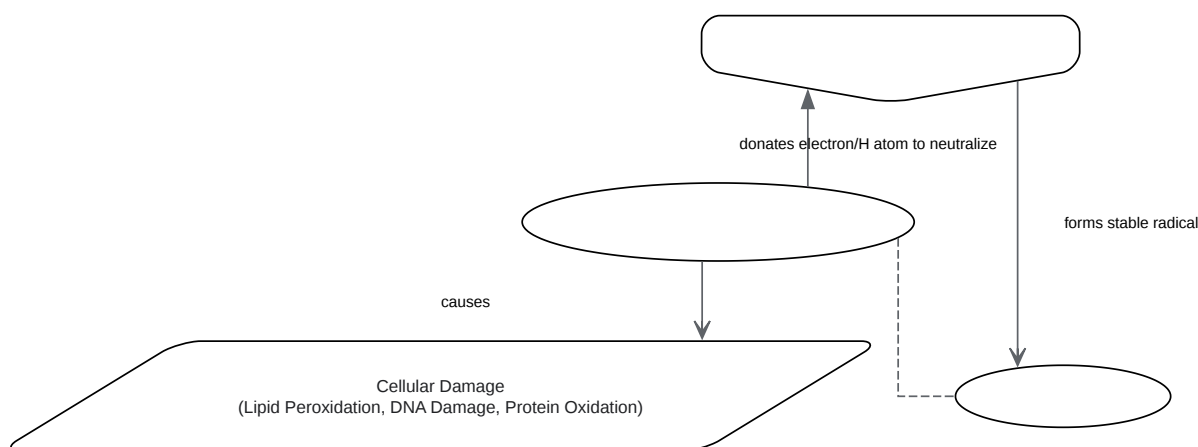 donates electron/H atom to neutralize
forms stable radical
causes
Cellular Damage
(Lipid Peroxidation, DNA Damage, Protein Oxidation)